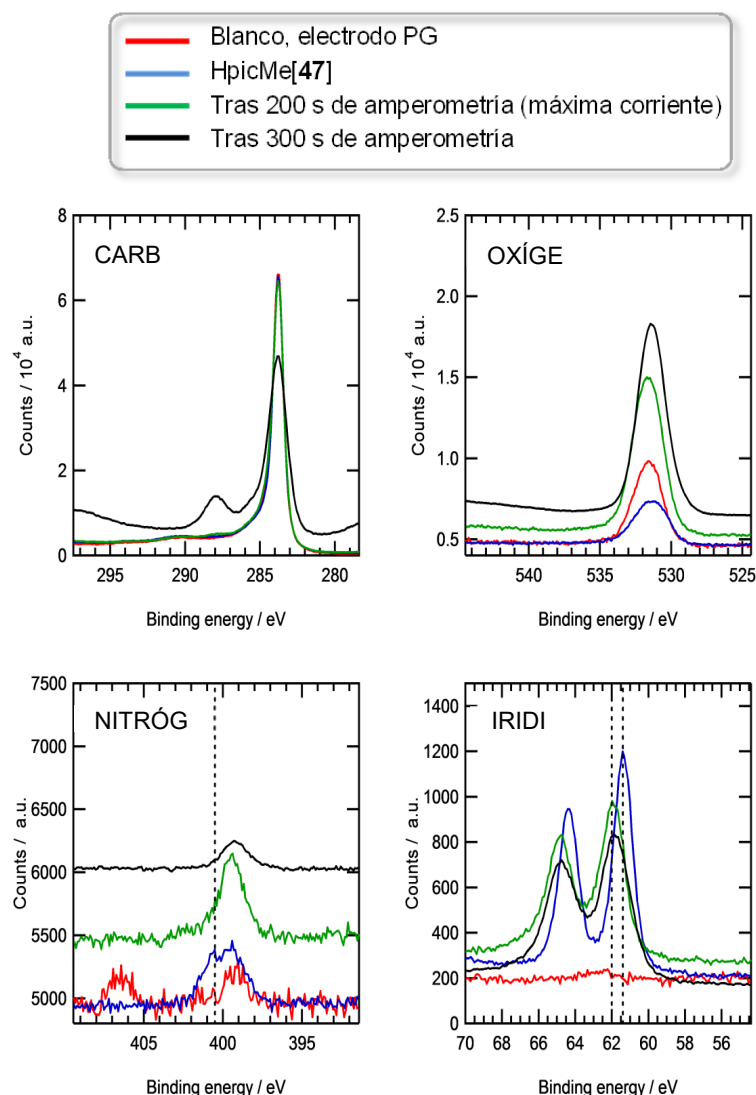 Blanco, electrodo PG
HpicMe[47]
Tras 200 s de amperometría (máxima corriente)
Tras 300 s de amperometría
8
6
4
2
0
Counts / 10⁴ a.u.
CARB
295 290 285 280
Binding energy / eV
2.5
2.0
1.5
1.0
0.5
Counts / 10⁴ a.u.
OXÍGE
540 535 530 525
Binding energy / eV
7500
7000
6500
6000
5500
5000
Counts / a.u.
NITRÓG
405 400 395
Binding energy / eV
1400
1200
1000
800
600
400
200
0
Counts / a.u.
IRIDI
70 68 66 64 62 60 58 56
Binding energy / eV